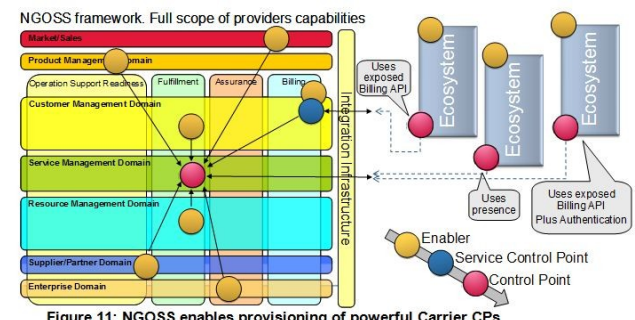 NGOSS framework. Full scope of providers capabilities
Market/Sales
Product Management Domain
Operation Support Readiness
Fulfillment
Assurance
Billing
Customer Management Domain
Service Management Domain
Resource Management Domain
Supplier/Partner Domain
Enterprise Domain
Integration Infrastructure
Uses
exposed
Billing API
Ecosystem
Ecosystem
Ecosystem
Uses
presence
Uses exposed
Billing API
Plus Authentication
Enabler
Service Control Point
Control Point
Figure 11: NGOSS enables provisioning of powerful Carrier CPs